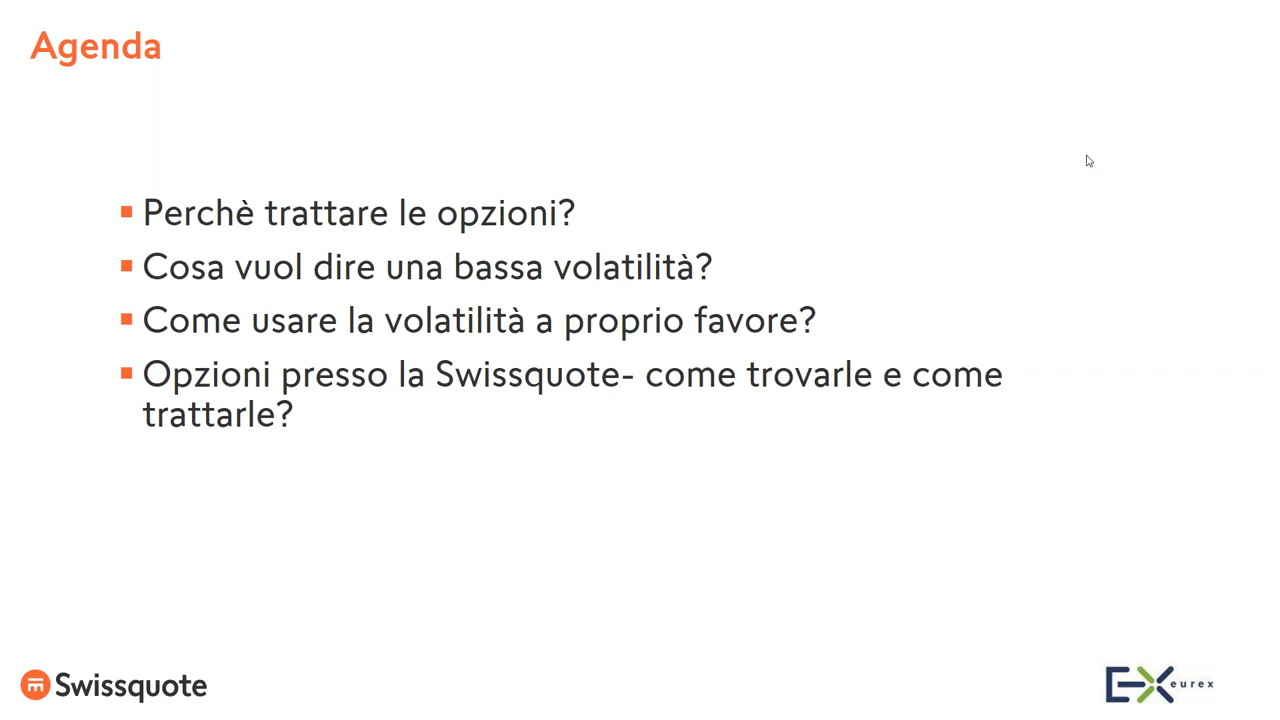 Agenda
Perchè trattare le opzioni?
Cosa vuol dire una bassa volatilità?
Come usare la volatilità a proprio favore?
Opzioni presso la Swissquote- come trovarle e come
trattarle?
Swissquote
EX eurex